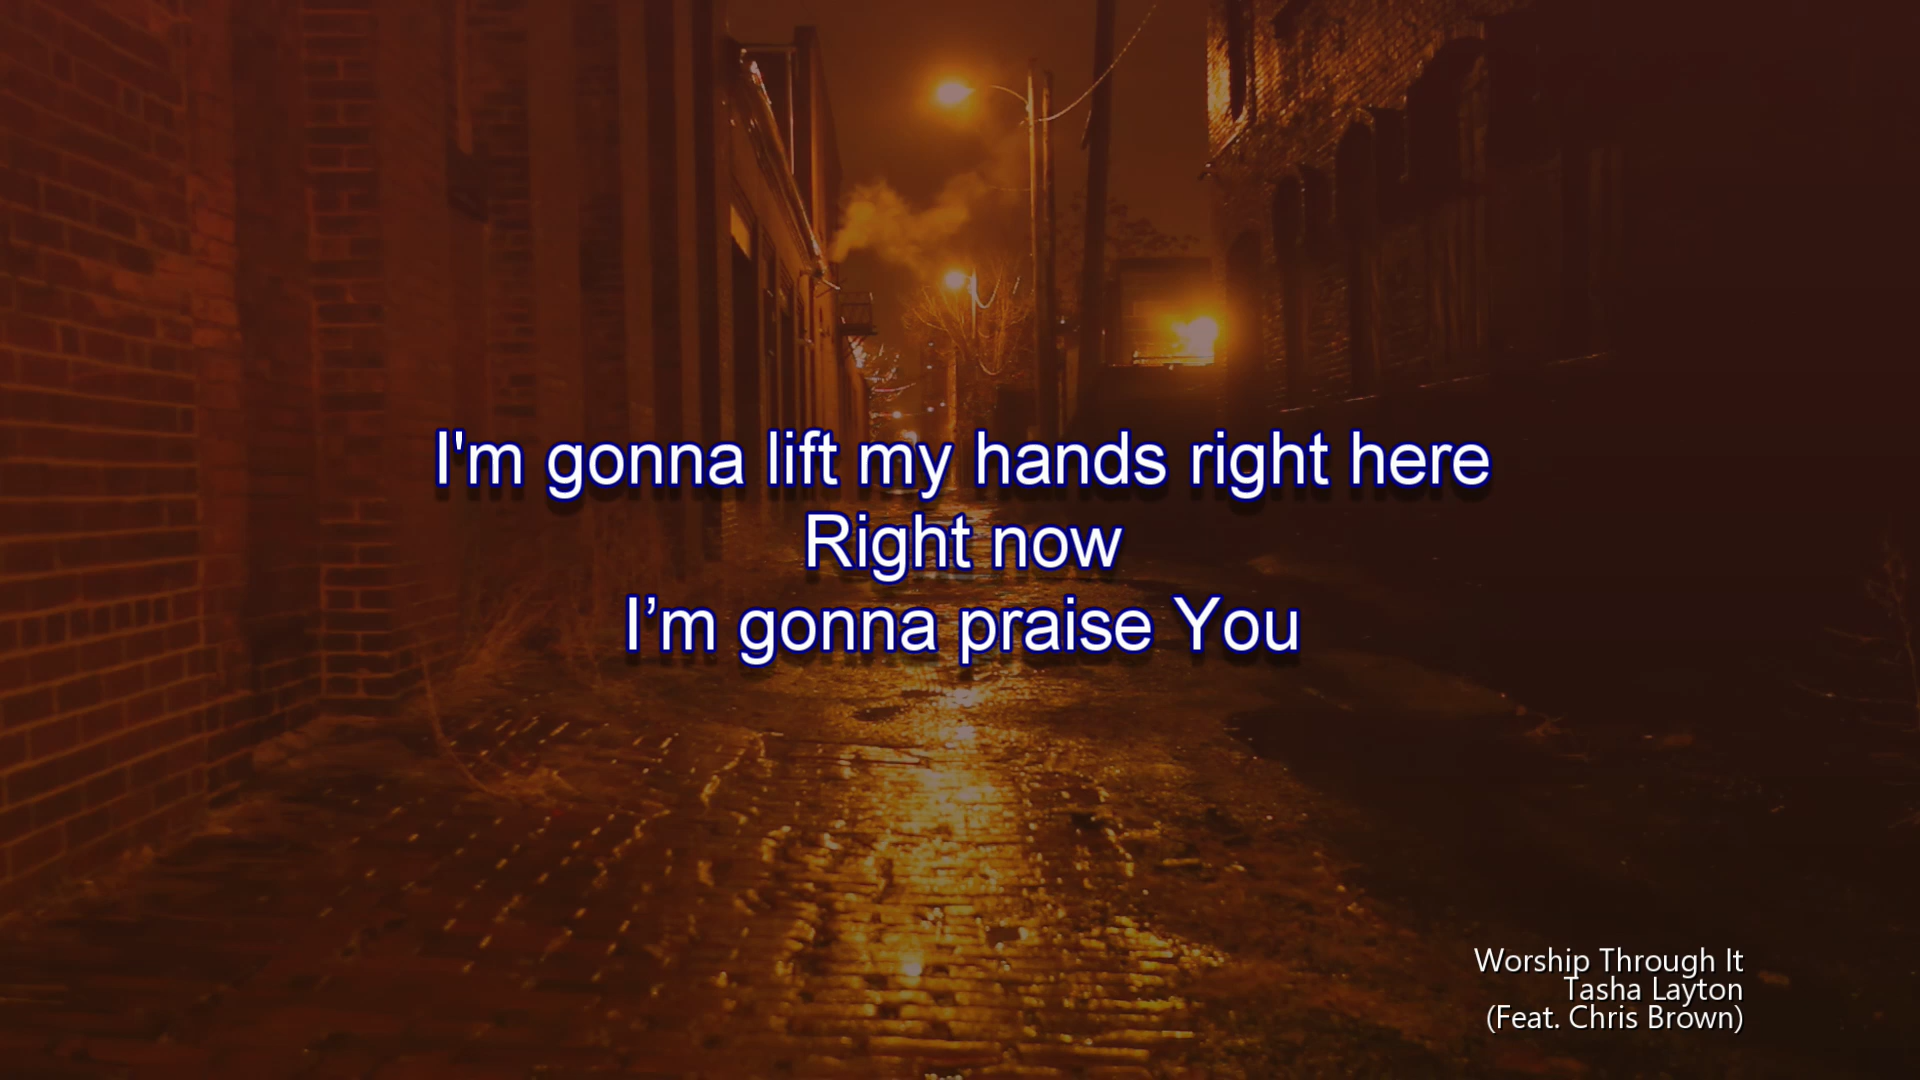 I'm gonna lift my hands right here
Right now
I’m gonna praise You
Worship Through It
Tasha Layton
(Feat. Chris Brown)